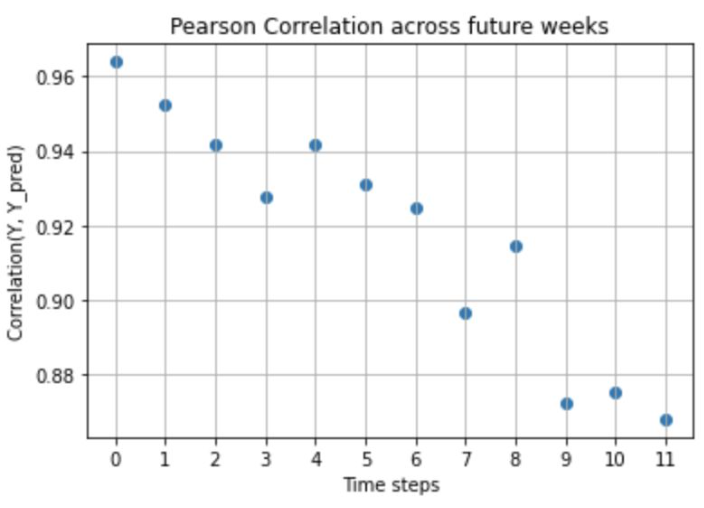 Pearson Correlation across future weeks
Correlation(Y, Y_pred)
0.96
0.94
0.92
0.90
0.88
0 1 2 3 4 5 6 7 8 9 10 11
Time steps